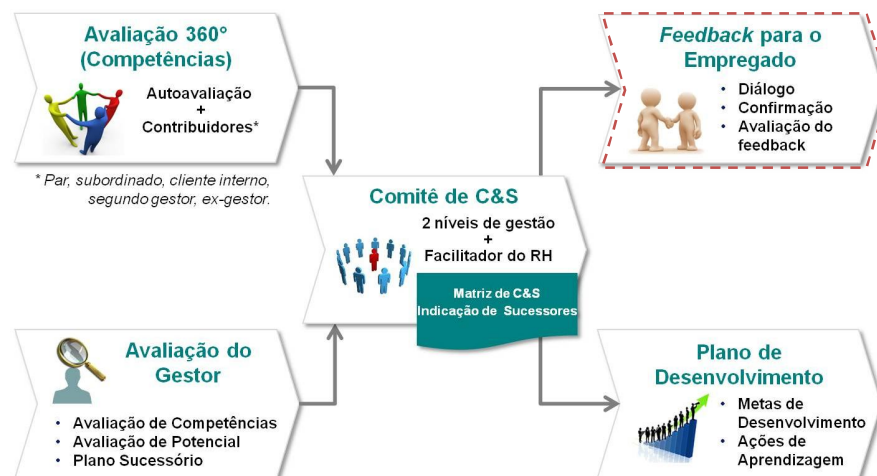 Avaliação 360°
(Competências)
Autoavaliação
+
Contribuidores*
* Par, subordinado, cliente interno,
segundo gestor, ex-gestor.
Avaliação do
Gestor
• Avaliação de Competências
• Avaliação de Potencial
• Plano Sucessório
Comitê de C&S
2 níveis de gestão
+
Facilitador do RH
Matriz de C&S
Indicação de Sucessores
Feedback para o
Empregado
• Diálogo
• Confirmação
• Avaliação do
feedback
Plano de
Desenvolvimento
• Metas de
Desenvolvimento
• Ações de
Aprendizagem